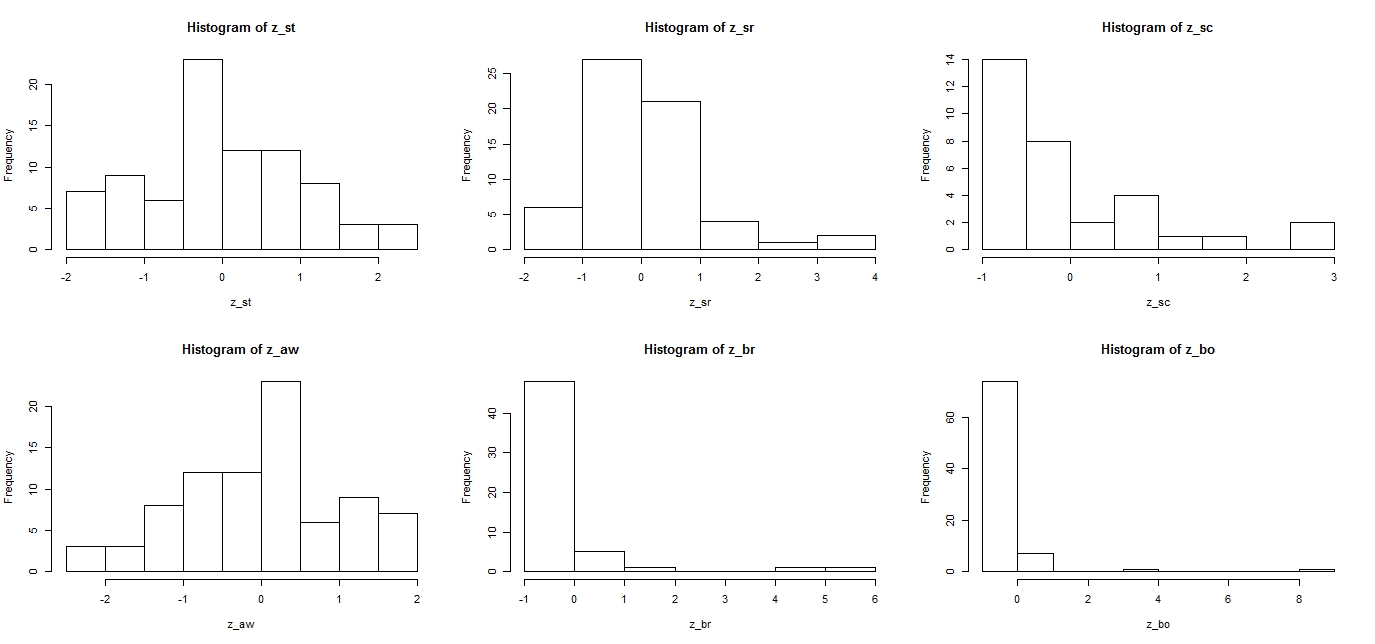 Histogram of z_st
Frequency
0 5 10 15 20
-2 -1 0 1 2
z_st
Histogram of z_sr
Frequency
0 5 10 15 20 25
-2 -1 0 1 2 3 4
z_sr
Histogram of z_sc
Frequency
0 2 4 6 8 10 12 14
-1 0 1 2 3
z_sc
Histogram of z_aw
Frequency
0 5 10 15 20
-2 -1 0 1 2
z_aw
Histogram of z_br
Frequency
0 10 20 30 40
-1 0 1 2 3 4 5 6
z_br
Histogram of z_bo
Frequency
0 20 40 60
0 2 4 6 8
z_bo